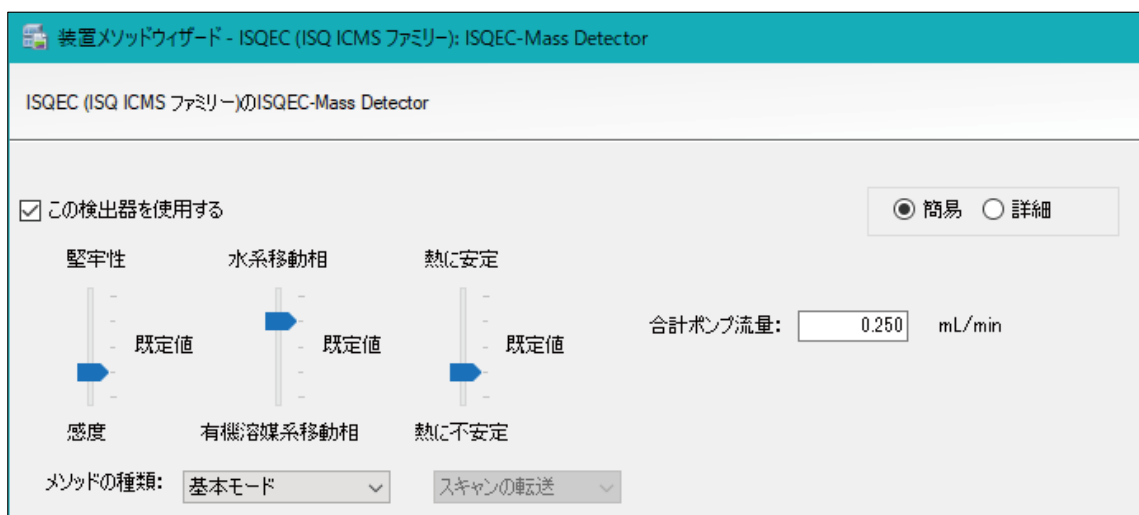 装置メソッドウィザード - ISQEC (ISQ ICMS ファミリー): ISQEC-Mass Detector
ISQEC (ISQ ICMS ファミリー)のISQEC-Mass Detector
この検出器を使用する
簡易 詳細
堅牢性 水系移動相 熱に安定
既定値 既定値 既定値
合計ポンプ流量: 0.250 mL/min
感度 有機溶媒系移動相 熱に不安定
メソッドの種類: 基本モード スキャンの転送